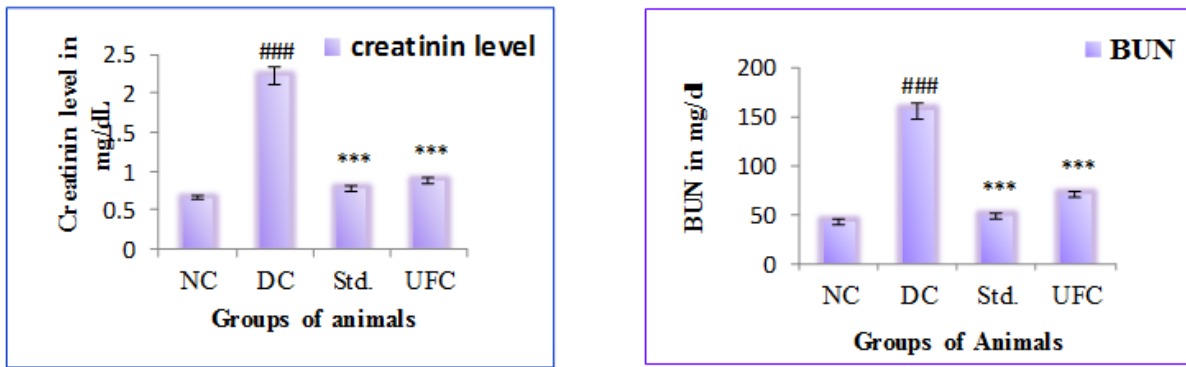 creatinin level
Creatinin level in
mg/dL
2.5
2
1.5
1
0.5
0
###
***
***
NC DC Std. UFC
Groups of animals
BUN
BUN in mg/dl
200
150
100
50
0
###
***
***
NC DC Std. UFC
Groups of Animals